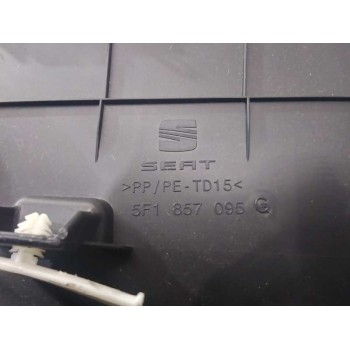 SEAT
>PP/PE-TD15<
5F1 857 095 G